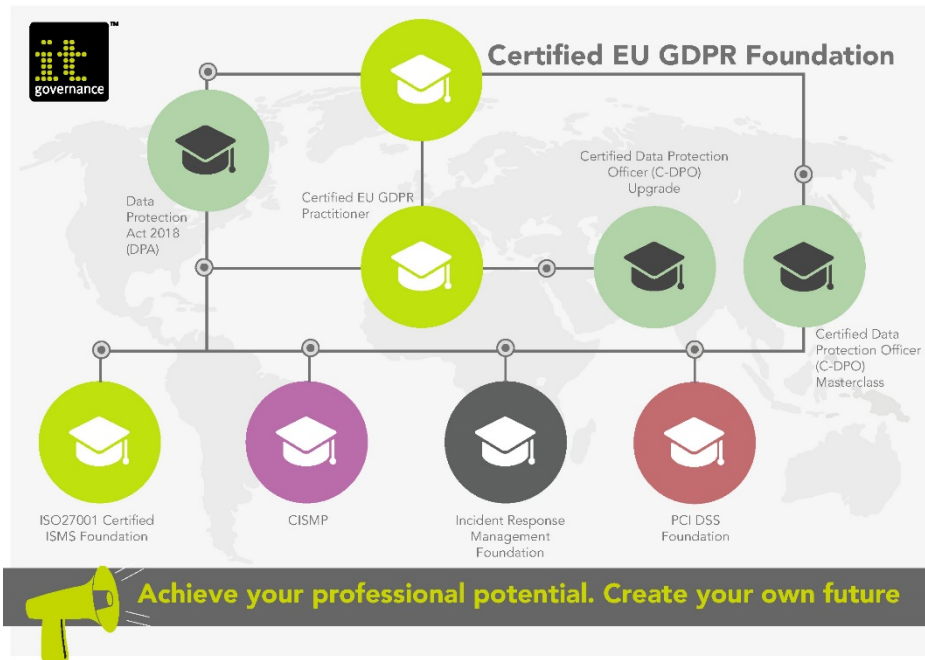 it
governance
TM
Certified EU GDPR Foundation
Data
Protection
Act 2018
(DPA)
Certified EU GDPR
Practitioner
Certified Data Protection
Officer (C-DPO)
Upgrade
Certified Data
Protection Officer
(C-DPO)
Masterclass
ISO27001 Certified
ISMS Foundation
CISMP
Incident Response
Management
Foundation
PCI DSS
Foundation
Achieve your professional potential. Create your own future